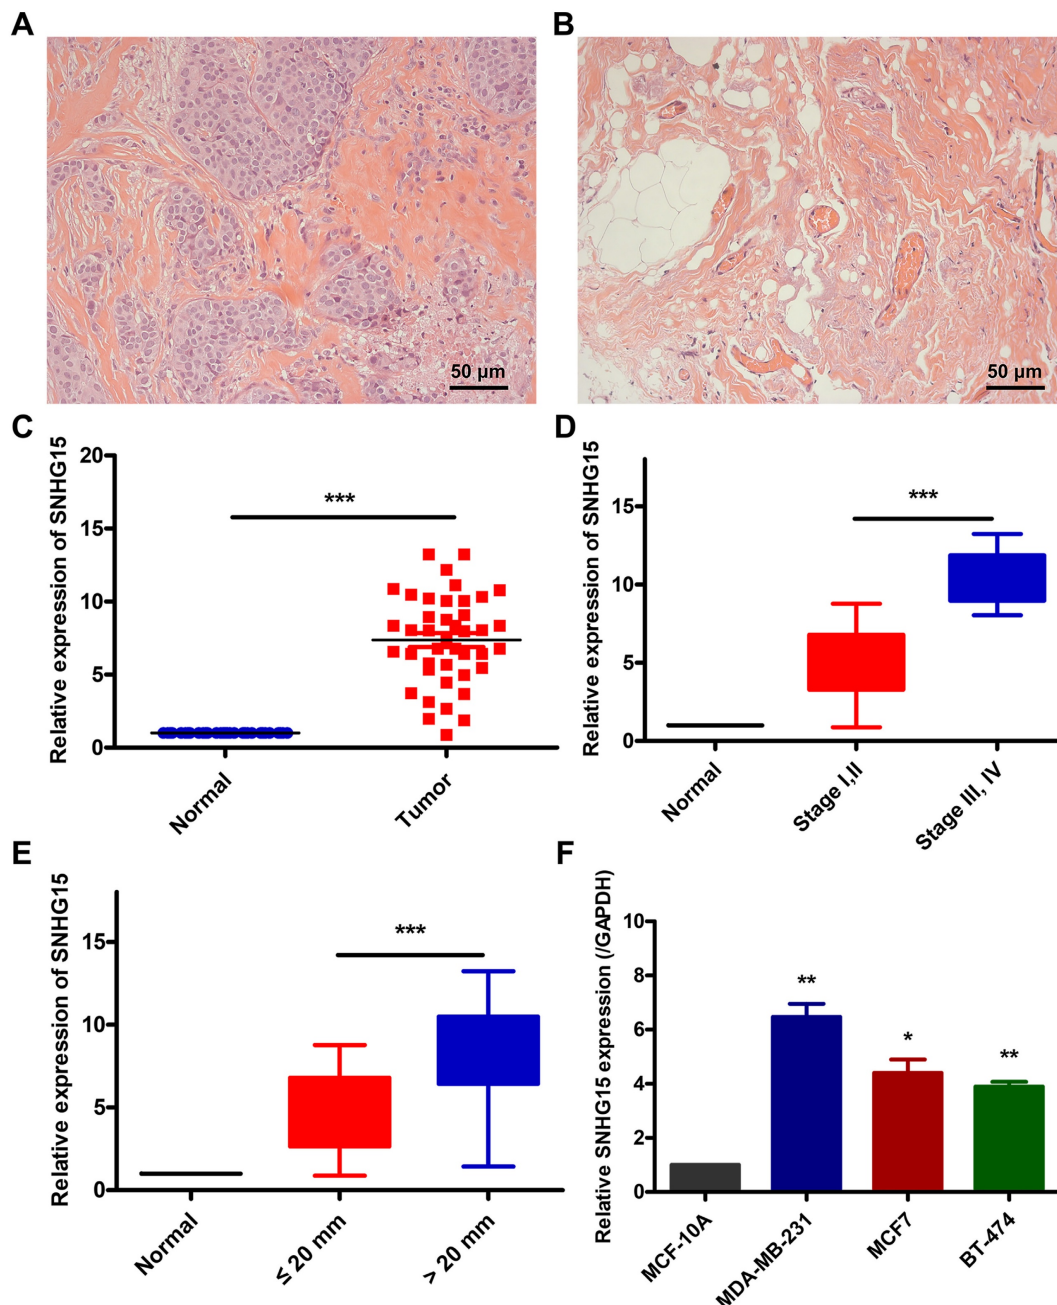 A
B
50 µm
50 µm
C
Relative expression of SNHG15
20
15
10
5
0
***
Normal
Tumor
D
Relative expression of SNHG15
15
10
5
0
***
Normal
Stage I,II
Stage III, IV
E
Relative expression of SNHG15
15
10
5
0
***
Normal
≤ 20 mm
> 20 mm
F
Relative SNHG15 expression (/GAPDH)
10
8
6
4
2
0
**
*
**
MCF-10A
MDA-MB-231
MCF7
BT-474